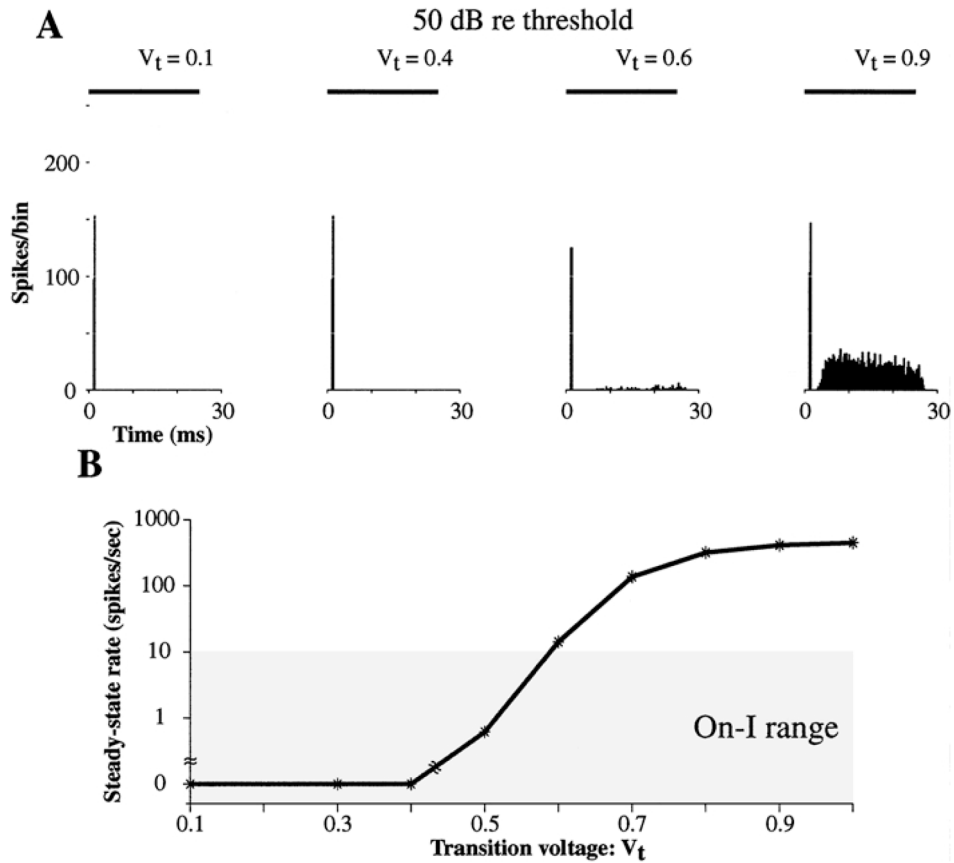 A
50 dB re threshold
Vt = 0.1 Vt = 0.4 Vt = 0.6 Vt = 0.9
200
100
0
Spikes/bin
0 30 0 30 0 30 0 30
Time (ms)
B
1000
100
10
1
0
Steady-state rate (spikes/sec)
On-I range
0.1 0.3 0.5 0.7 0.9
Transition voltage: Vt